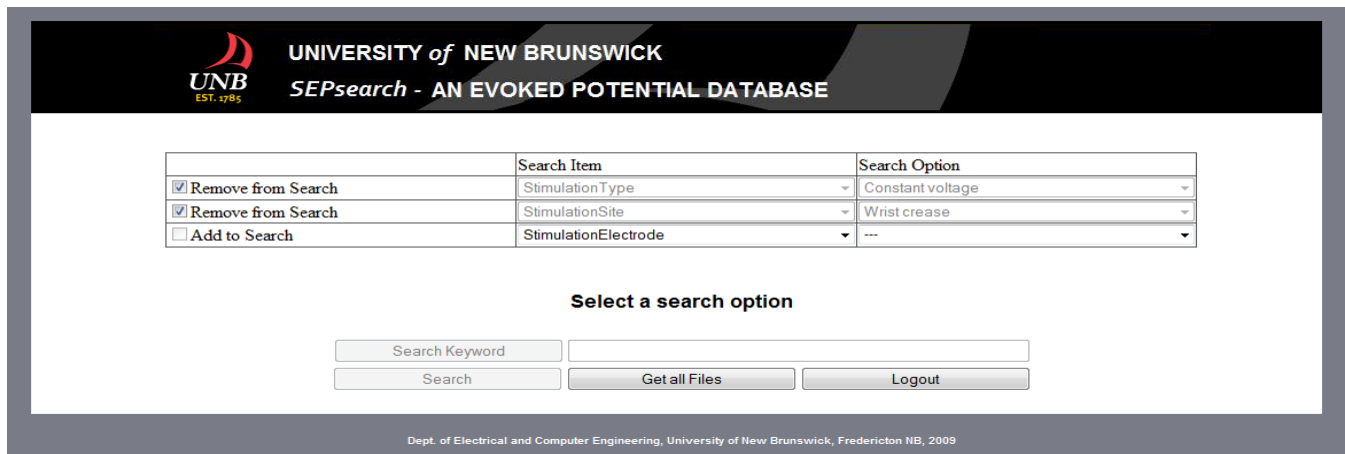 UNB
EST. 1785
UNIVERSITY of NEW BRUNSWICK
SEPsearch - AN EVOKED POTENTIAL DATABASE
Search Item Search Option
Remove from Search StimulationType Constant voltage
Remove from Search StimulationSite Wrist crease
Add to Search StimulationElectrode ---
Select a search option
Search Keyword
Search Get all Files Logout
Dept. of Electrical and Computer Engineering, University of New Brunswick, Fredericton NB, 2009